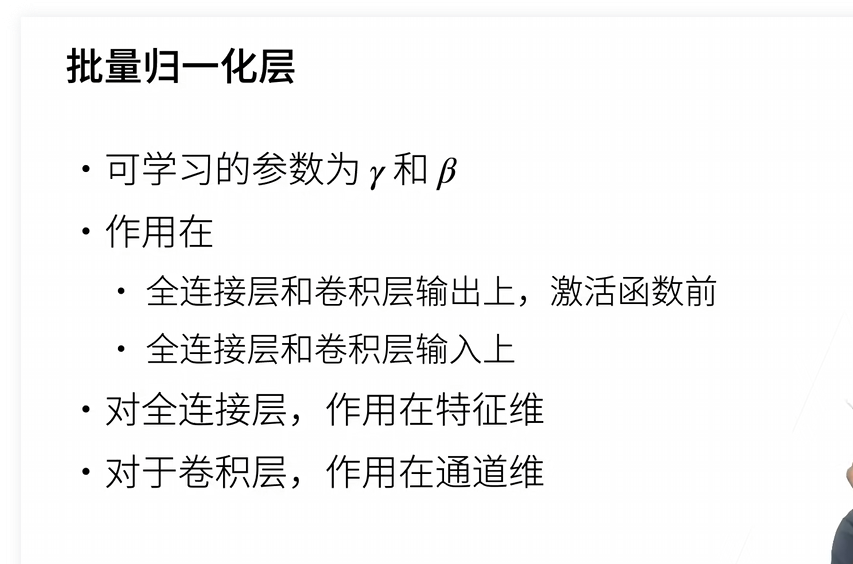 批量归一化层
• 可学习的参数为 γ 和 β
• 作用在
• 全连接层和卷积层输出上，激活函数前
• 全连接层和卷积层输入上
• 对全连接层，作用在特征维
• 对于卷积层，作用在通道维